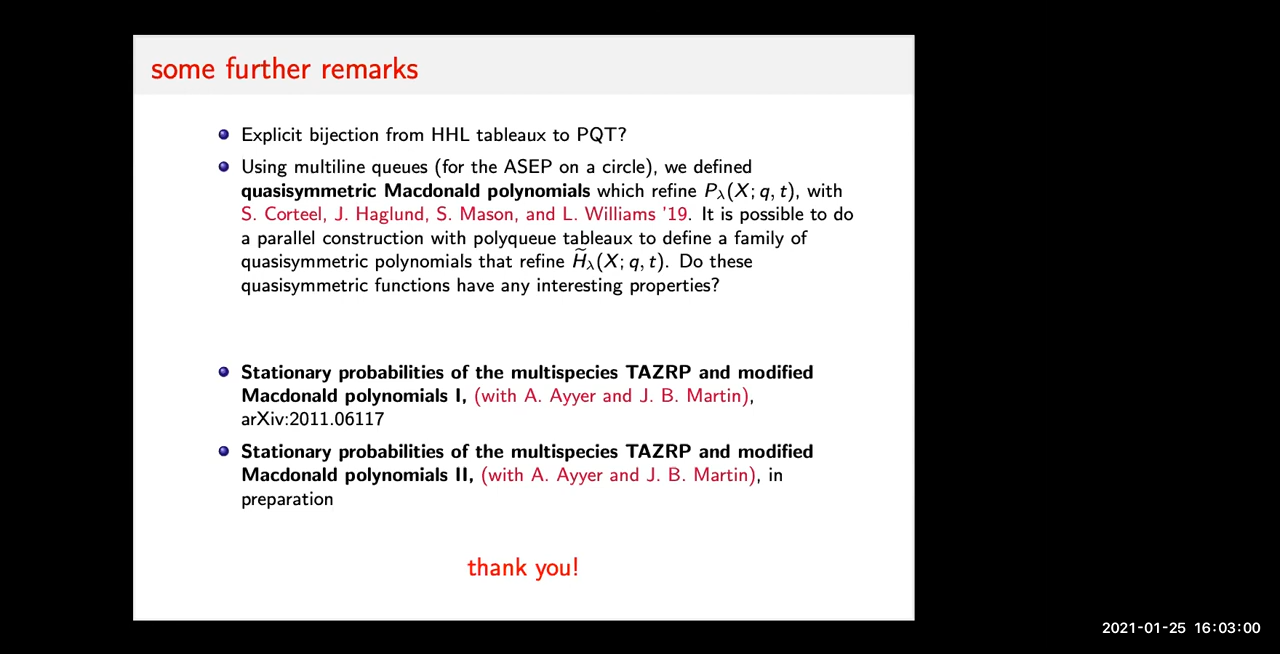 some further remarks
Explicit bijection from HHL tableaux to PQT?
Using multiline queues (for the ASEP on a circle), we defined
quasisymmetric Macdonald polynomials which refine P_λ(X; q, t), with
S. Corteel, J. Haglund, S. Mason, and L. Williams '19. It is possible to do
a parallel construction with polyqueue tableaux to define a family of
quasisymmetric polynomials that refine H̃_λ(X; q, t). Do these
quasisymmetric functions have any interesting properties?
Stationary probabilities of the multispecies TAZRP and modified
Macdonald polynomials I, (with A. Ayyer and J. B. Martin),
arXiv:2011.06117
Stationary probabilities of the multispecies TAZRP and modified
Macdonald polynomials II, (with A. Ayyer and J. B. Martin), in
preparation
thank you!
2021-01-25 16:03:00